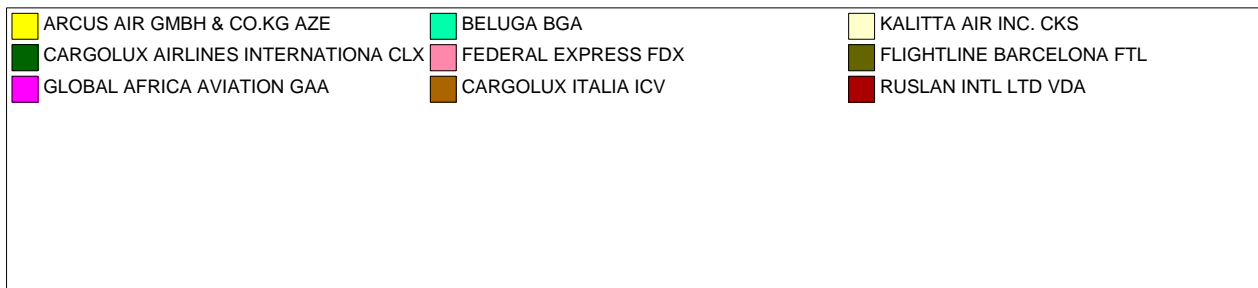 ARCUS AIR GMBH & CO.KG AZE
BELUGA BGA
KALITTA AIR INC. CKS
CARGOLUX AIRLINES INTERNATIONA CLX
FEDERAL EXPRESS FDX
FLIGHTLINE BARCELONA FTL
GLOBAL AFRICA AVIATION GAA
CARGOLUX ITALIA ICV
RUSLAN INTL LTD VDA